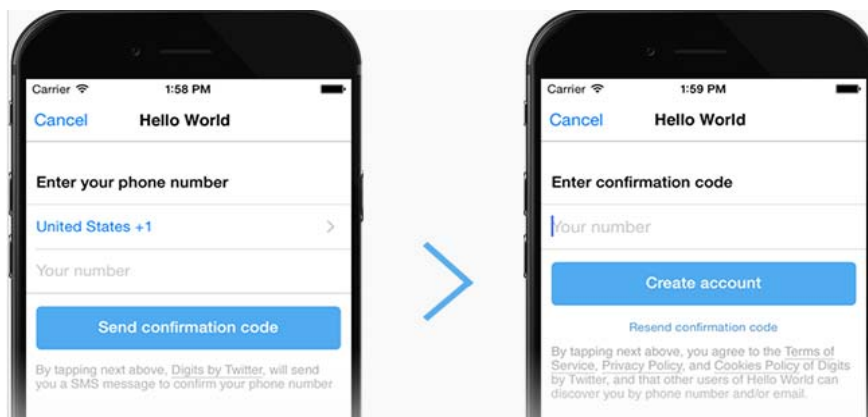 Carrier
1:58 PM
Cancel
Hello World
Enter your phone number
United States +1
Your number
Send confirmation code
By tapping next above, Digits by Twitter, will send
you a SMS message to confirm your phone number
Carrier
1:59 PM
Cancel
Hello World
Enter confirmation code
Your number
Create account
Resend confirmation code
By tapping next above, you agree to the Terms of
Service, Privacy Policy, and Cookies Policy of Digits
by Twitter, and that other users of Hello World can
discover you by phone number and/or email.